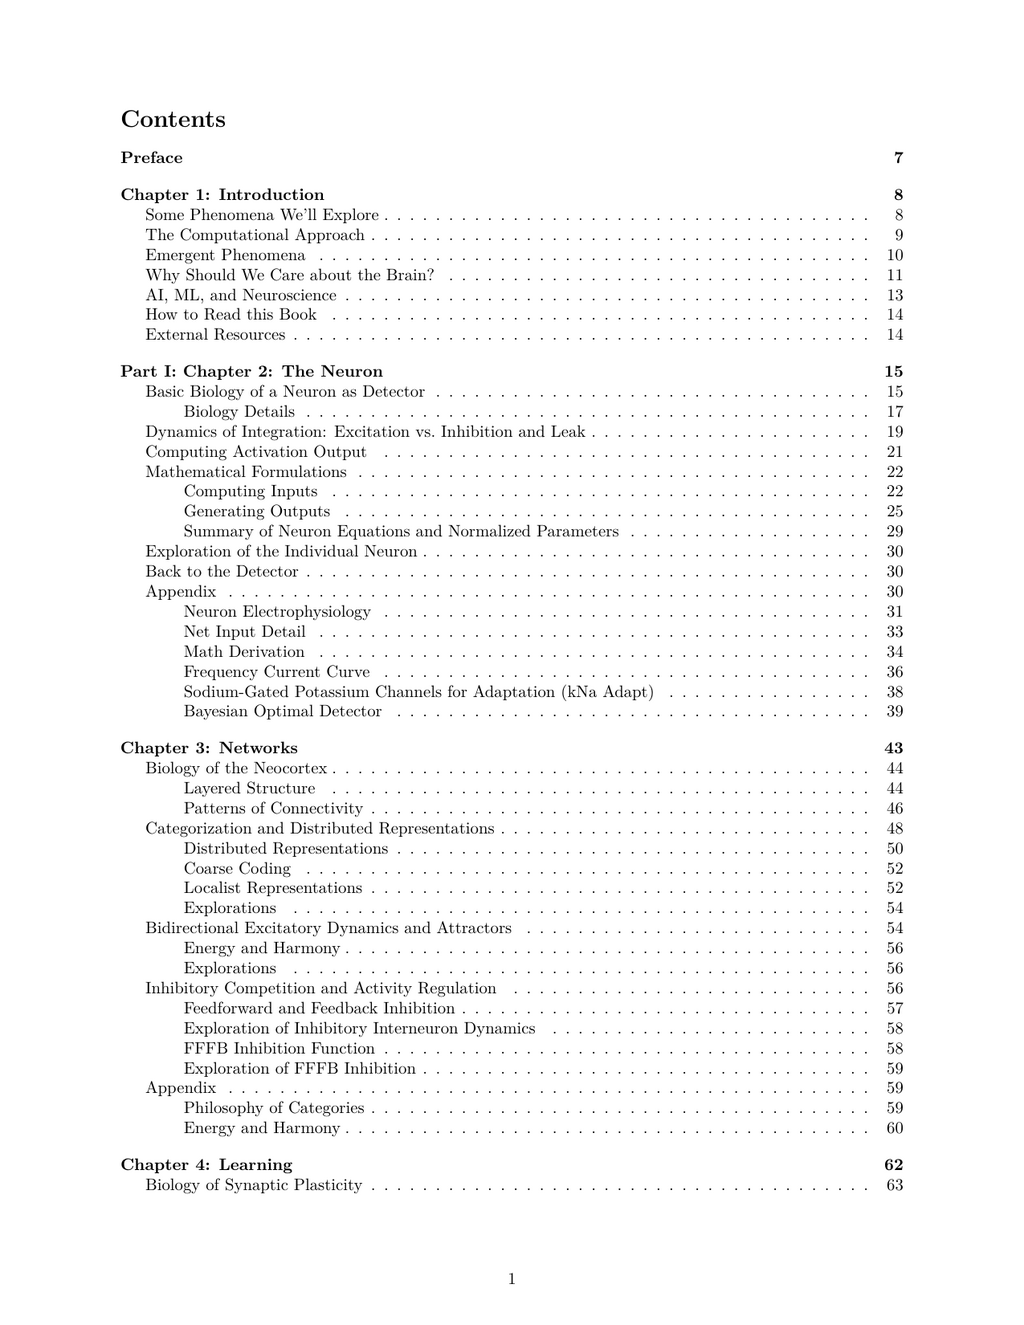 Contents
Preface 7
Chapter 1: Introduction 8
Some Phenomena We'll Explore . . . . . . . . . . . . . . . . . . . . . . . . . . . . . . . . . . . . . . 8
The Computational Approach . . . . . . . . . . . . . . . . . . . . . . . . . . . . . . . . . . . . . . . 9
Emergent Phenomena . . . . . . . . . . . . . . . . . . . . . . . . . . . . . . . . . . . . . . . . . . . 10
Why Should We Care about the Brain? . . . . . . . . . . . . . . . . . . . . . . . . . . . . . . . . . 11
AI, ML, and Neuroscience . . . . . . . . . . . . . . . . . . . . . . . . . . . . . . . . . . . . . . . . . 13
How to Read this Book . . . . . . . . . . . . . . . . . . . . . . . . . . . . . . . . . . . . . . . . . . 14
External Resources . . . . . . . . . . . . . . . . . . . . . . . . . . . . . . . . . . . . . . . . . . . . . 14
Part I: Chapter 2: The Neuron 15
Basic Biology of a Neuron as Detector . . . . . . . . . . . . . . . . . . . . . . . . . . . . . . . . . . 15
Biology Details . . . . . . . . . . . . . . . . . . . . . . . . . . . . . . . . . . . . . . . . . . . . 17
Dynamics of Integration: Excitation vs. Inhibition and Leak . . . . . . . . . . . . . . . . . . . . . . 19
Computing Activation Output . . . . . . . . . . . . . . . . . . . . . . . . . . . . . . . . . . . . . . 21
Mathematical Formulations . . . . . . . . . . . . . . . . . . . . . . . . . . . . . . . . . . . . . . . . 22
Computing Inputs . . . . . . . . . . . . . . . . . . . . . . . . . . . . . . . . . . . . . . . . . . 22
Generating Outputs . . . . . . . . . . . . . . . . . . . . . . . . . . . . . . . . . . . . . . . . . 25
Summary of Neuron Equations and Normalized Parameters . . . . . . . . . . . . . . . . . . . 29
Exploration of the Individual Neuron . . . . . . . . . . . . . . . . . . . . . . . . . . . . . . . . . . . 30
Back to the Detector . . . . . . . . . . . . . . . . . . . . . . . . . . . . . . . . . . . . . . . . . . . . 30
Appendix . . . . . . . . . . . . . . . . . . . . . . . . . . . . . . . . . . . . . . . . . . . . . . . . . . 30
Neuron Electrophysiology . . . . . . . . . . . . . . . . . . . . . . . . . . . . . . . . . . . . . . 31
Net Input Detail . . . . . . . . . . . . . . . . . . . . . . . . . . . . . . . . . . . . . . . . . . . 33
Math Derivation . . . . . . . . . . . . . . . . . . . . . . . . . . . . . . . . . . . . . . . . . . . 34
Frequency Current Curve . . . . . . . . . . . . . . . . . . . . . . . . . . . . . . . . . . . . . . 36
Sodium-Gated Potassium Channels for Adaptation (kNa Adapt) . . . . . . . . . . . . . . . . 38
Bayesian Optimal Detector . . . . . . . . . . . . . . . . . . . . . . . . . . . . . . . . . . . . . 39
Chapter 3: Networks 43
Biology of the Neocortex . . . . . . . . . . . . . . . . . . . . . . . . . . . . . . . . . . . . . . . . . . 44
Layered Structure . . . . . . . . . . . . . . . . . . . . . . . . . . . . . . . . . . . . . . . . . . 44
Patterns of Connectivity . . . . . . . . . . . . . . . . . . . . . . . . . . . . . . . . . . . . . . . 46
Categorization and Distributed Representations . . . . . . . . . . . . . . . . . . . . . . . . . . . . . 48
Distributed Representations . . . . . . . . . . . . . . . . . . . . . . . . . . . . . . . . . . . . . 50
Coarse Coding . . . . . . . . . . . . . . . . . . . . . . . . . . . . . . . . . . . . . . . . . . . . 52
Localist Representations . . . . . . . . . . . . . . . . . . . . . . . . . . . . . . . . . . . . . . . 52
Explorations . . . . . . . . . . . . . . . . . . . . . . . . . . . . . . . . . . . . . . . . . . . . . 54
Bidirectional Excitatory Dynamics and Attractors . . . . . . . . . . . . . . . . . . . . . . . . . . . 54
Energy and Harmony . . . . . . . . . . . . . . . . . . . . . . . . . . . . . . . . . . . . . . . . . 56
Explorations . . . . . . . . . . . . . . . . . . . . . . . . . . . . . . . . . . . . . . . . . . . . . 56
Inhibitory Competition and Activity Regulation . . . . . . . . . . . . . . . . . . . . . . . . . . . . 56
Feedforward and Feedback Inhibition . . . . . . . . . . . . . . . . . . . . . . . . . . . . . . . . 57
Exploration of Inhibitory Interneuron Dynamics . . . . . . . . . . . . . . . . . . . . . . . . . 58
FFFB Inhibition Function . . . . . . . . . . . . . . . . . . . . . . . . . . . . . . . . . . . . . . 58
Exploration of FFFB Inhibition . . . . . . . . . . . . . . . . . . . . . . . . . . . . . . . . . . . 59
Appendix . . . . . . . . . . . . . . . . . . . . . . . . . . . . . . . . . . . . . . . . . . . . . . . . . . 59
Philosophy of Categories . . . . . . . . . . . . . . . . . . . . . . . . . . . . . . . . . . . . . . . 59
Energy and Harmony . . . . . . . . . . . . . . . . . . . . . . . . . . . . . . . . . . . . . . . . . 60
Chapter 4: Learning 62
Biology of Synaptic Plasticity . . . . . . . . . . . . . . . . . . . . . . . . . . . . . . . . . . . . . . . 63
1